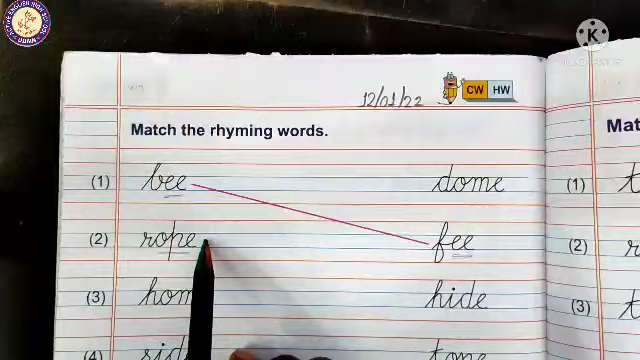 12/01/22 CW HW
Match the rhyming words. Mat
(1) bee dome (1) t
(2) rope fee (2) r
(3) hom hide (3) t
(4)